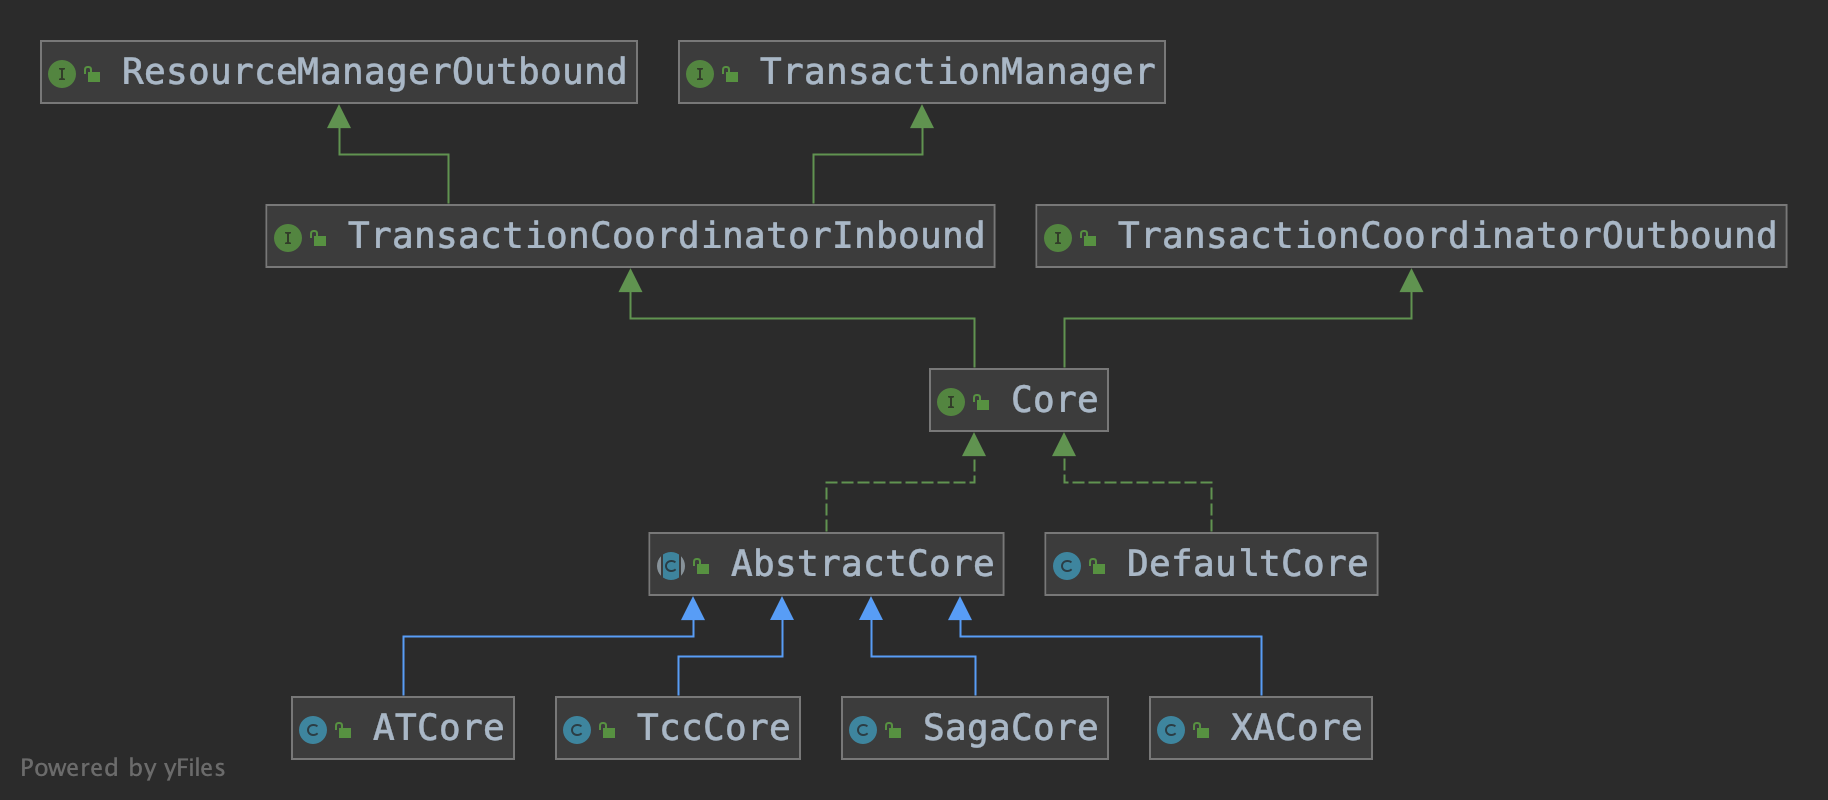 ResourceManagerOutbound
TransactionManager
TransactionCoordinatorInbound
TransactionCoordinatorOutbound
Core
AbstractCore
DefaultCore
ATCore
TccCore
SagaCore
XACore
Powered by yFiles